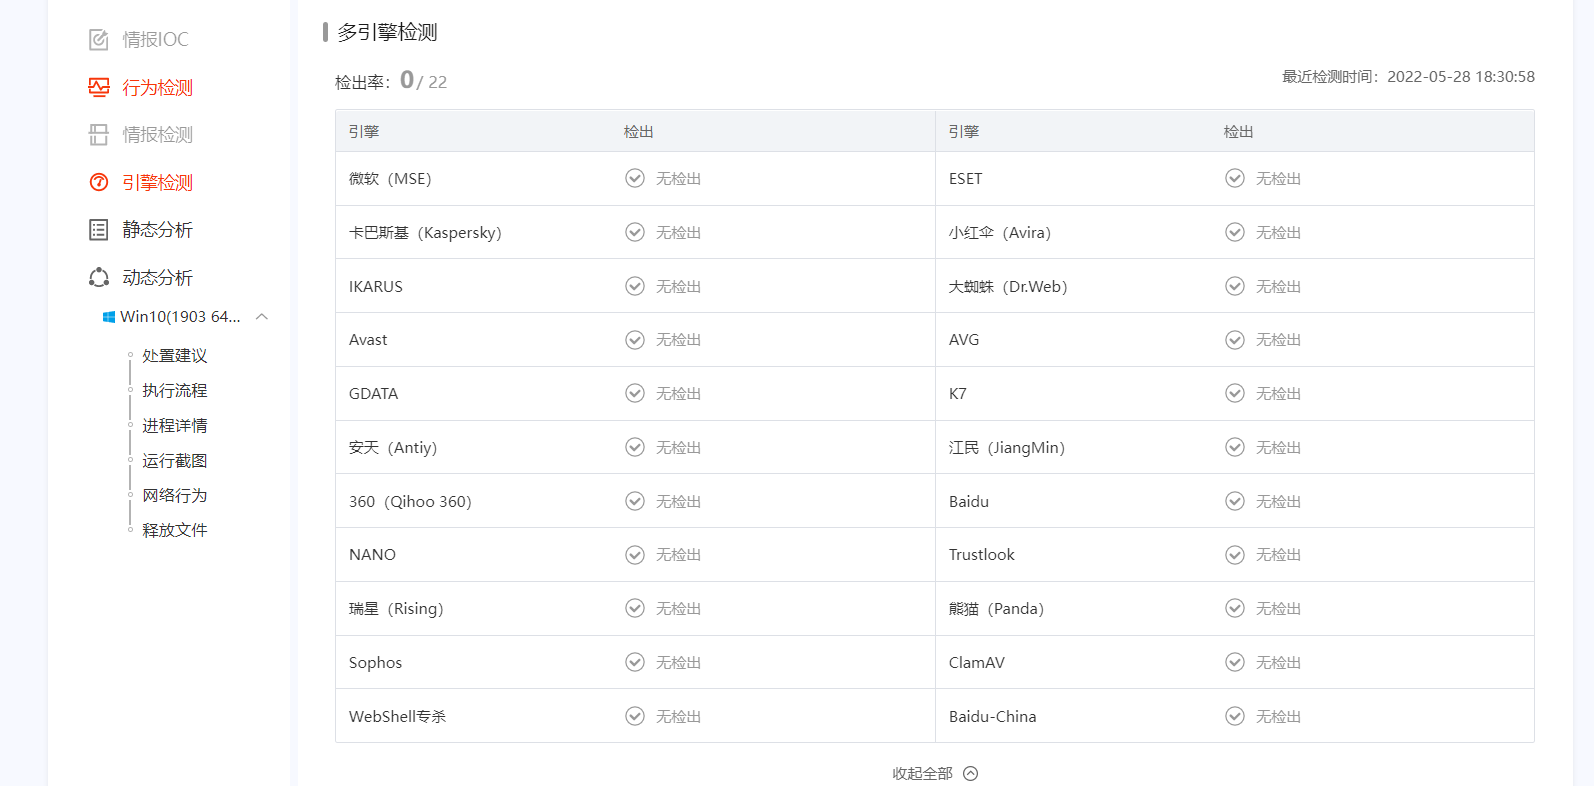 情报IOC
行为检测
情报检测
引擎检测
静态分析
动态分析
Win10(1903 64...
处置建议
执行流程
进程详情
运行截图
网络行为
释放文件
多引擎检测
检出率：0/ 22
最近检测时间：2022-05-28 18:30:58
引擎 检出 引擎 检出
微软（MSE） 无检出 ESET 无检出
卡巴斯基（Kaspersky） 无检出 小红伞（Avira） 无检出
IKARUS 无检出 大蜘蛛（Dr.Web） 无检出
Avast 无检出 AVG 无检出
GDATA 无检出 K7 无检出
安天（Antiy） 无检出 江民（JiangMin） 无检出
360（Qihoo 360） 无检出 Baidu 无检出
NANO 无检出 Trustlook 无检出
瑞星（Rising） 无检出 熊猫（Panda） 无检出
Sophos 无检出 ClamAV 无检出
WebShell专杀 无检出 Baidu-China 无检出
收起全部